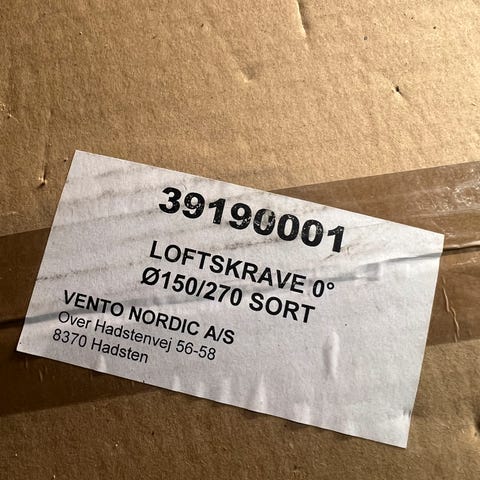 39190001
LOFTSKRAVE 0°
Ø150/270 SORT
VENTO NORDIC A/S
Over Hadstenvej 56-58
8370 Hadsten